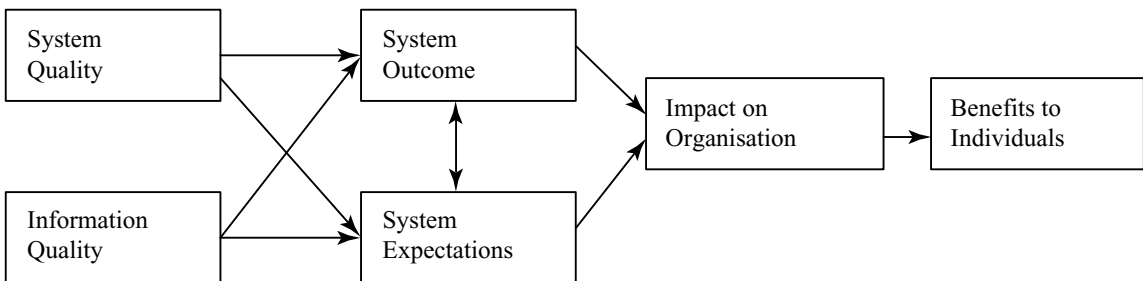 System
Quality
System
Outcome
Impact on
Organisation
Benefits to
Individuals
Information
Quality
System
Expectations